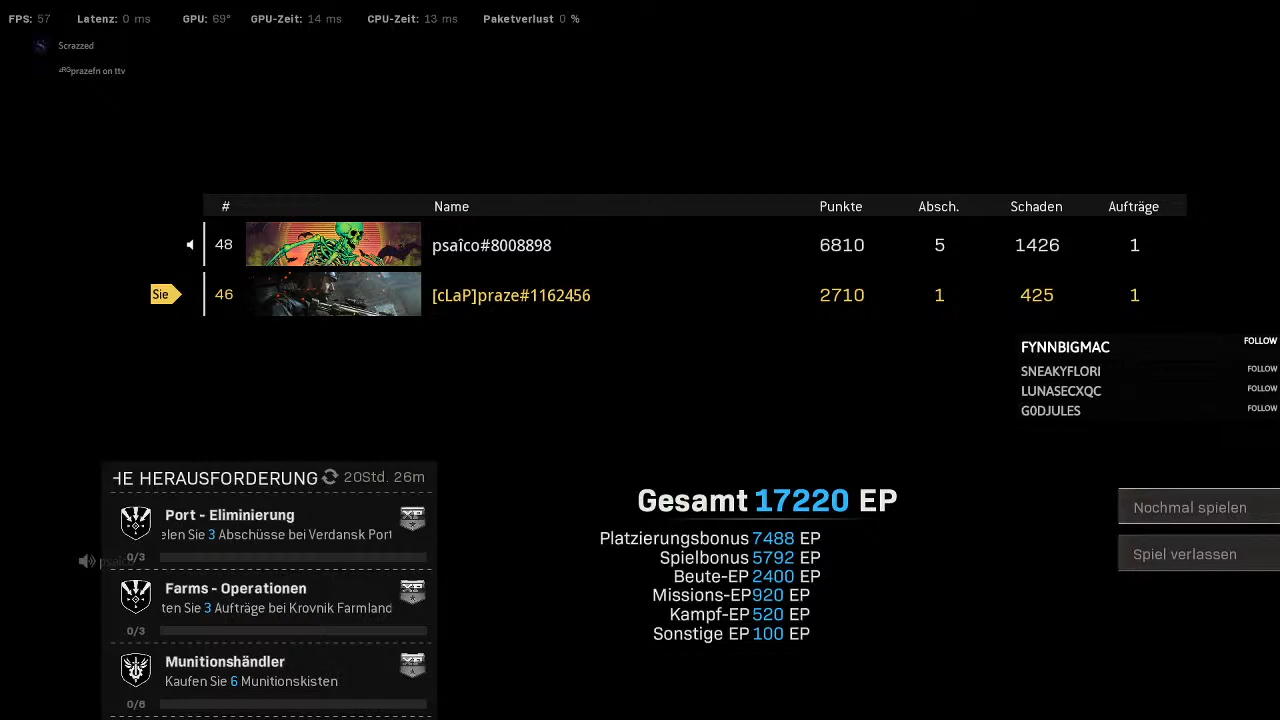 FPS: 57 Latenz: 0 ms GPU: 69° GPU-Zeit: 14 ms CPU-Zeit: 13 ms Paketverlust 0 %
Scrazzed
prazefn on ttv
# Name Punkte Absch. Schaden Aufträge
48 psaîco#8008898 6810 5 1426 1
Sie 46 [cLaP]praze#1162456 2710 1 425 1
FYNNBIGMAC FOLLOW
SNEAKYFLORI FOLLOW
LUNASECXQC FOLLOW
G0DJULES FOLLOW
HE HERAUSFORDERUNG 20Std. 26m
Port - Eliminierung
elen Sie 3 Abschüsse bei Verdansk Port
0/3
psaîco
Farms - Operationen
ten Sie 3 Aufträge bei Krovnik Farmland
0/3
Munitionshändler
Kaufen Sie 6 Munitionskisten
0/6
Gesamt 17220 EP
Platzierungsbonus 7488 EP
Spielbonus 5792 EP
Beute-EP 2400 EP
Missions-EP 920 EP
Kampf-EP 520 EP
Sonstige EP 100 EP
Nochmal spielen
Spiel verlassen